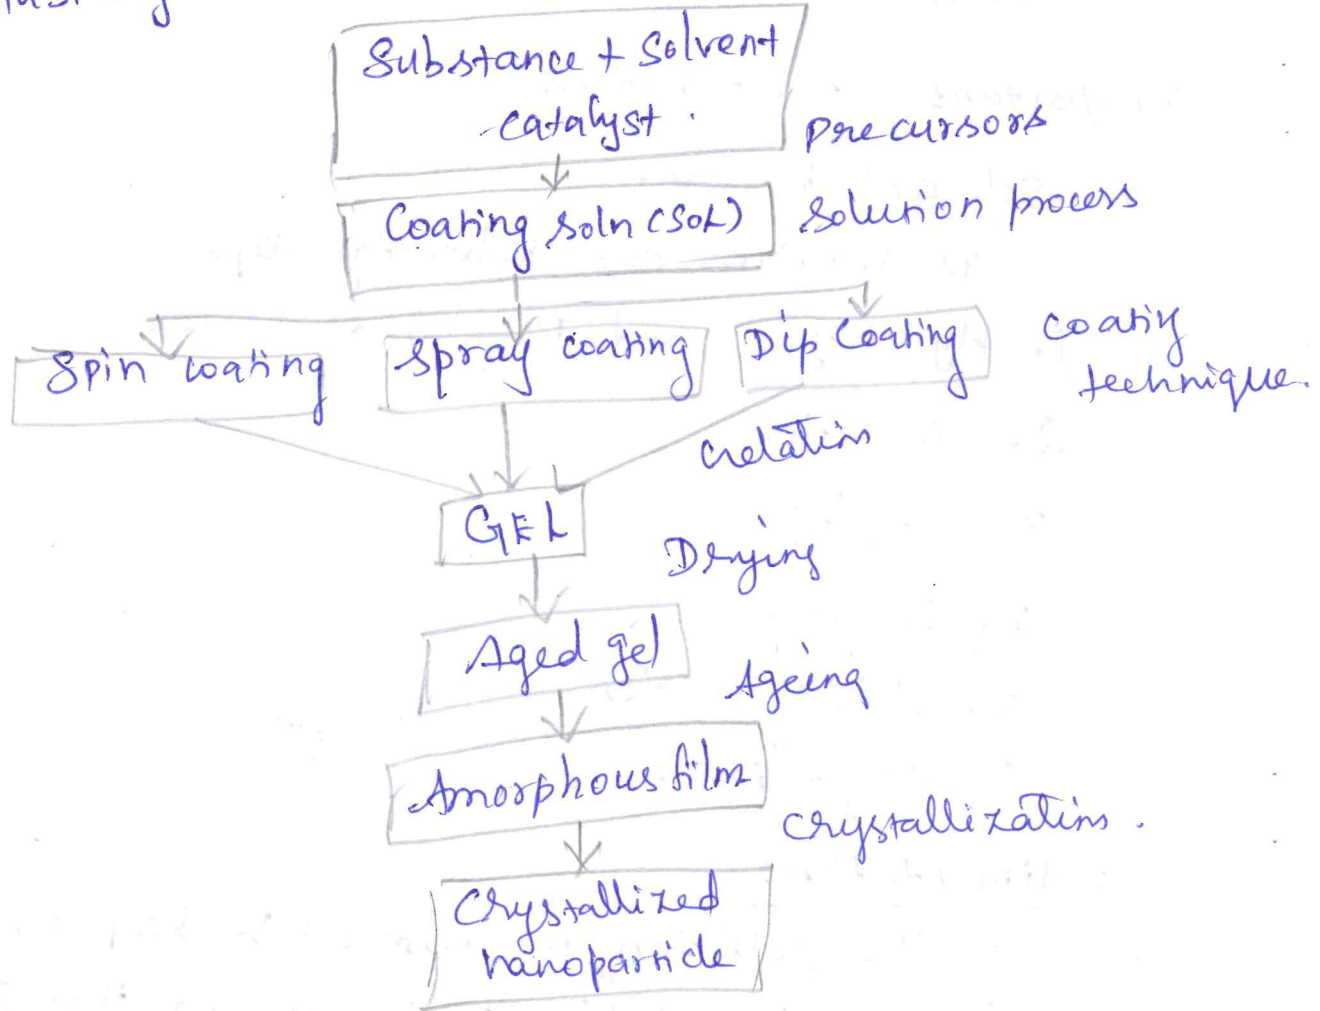 Substance + Solvent
catalyst.
Precursors
Coating soln (SOL)
Solution process
Spin coating
Spray coating
Dip Coating
Coating
technique.
Gelation
GEL
Drying
Aged gel
Ageing
Amorphous film
Crystallization.
Crystallized
nanoparticle